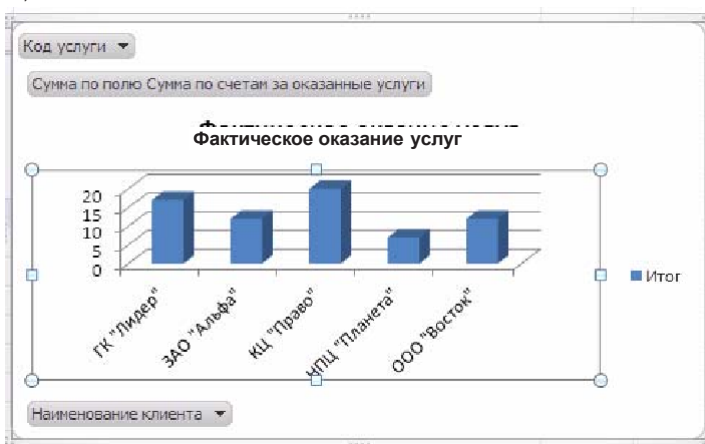 Код услуги
Сумма по полю Сумма по счетам за оказанные услуги
Фактическое оказание услуг
20
15
10
5
0
ГК "Лидер"
ЗАО "Альфа"
КЦ "Право"
НПЦ "Планета"
ООО "Восток"
Итог
Наименование клиента